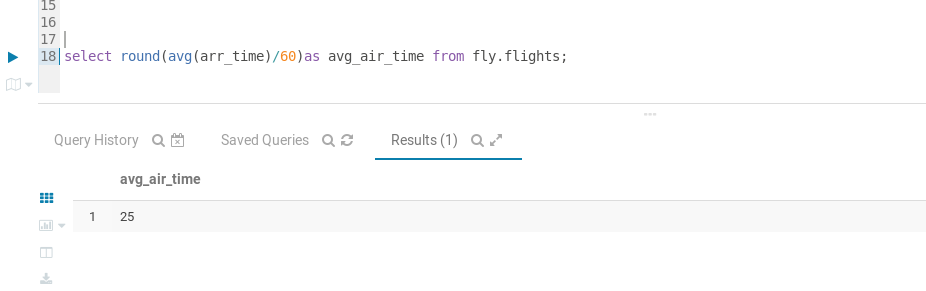 15
16
17
18 select round(avg(arr_time)/60)as avg_air_time from fly.flights;
Query History Saved Queries Results (1)
avg_air_time
1 25